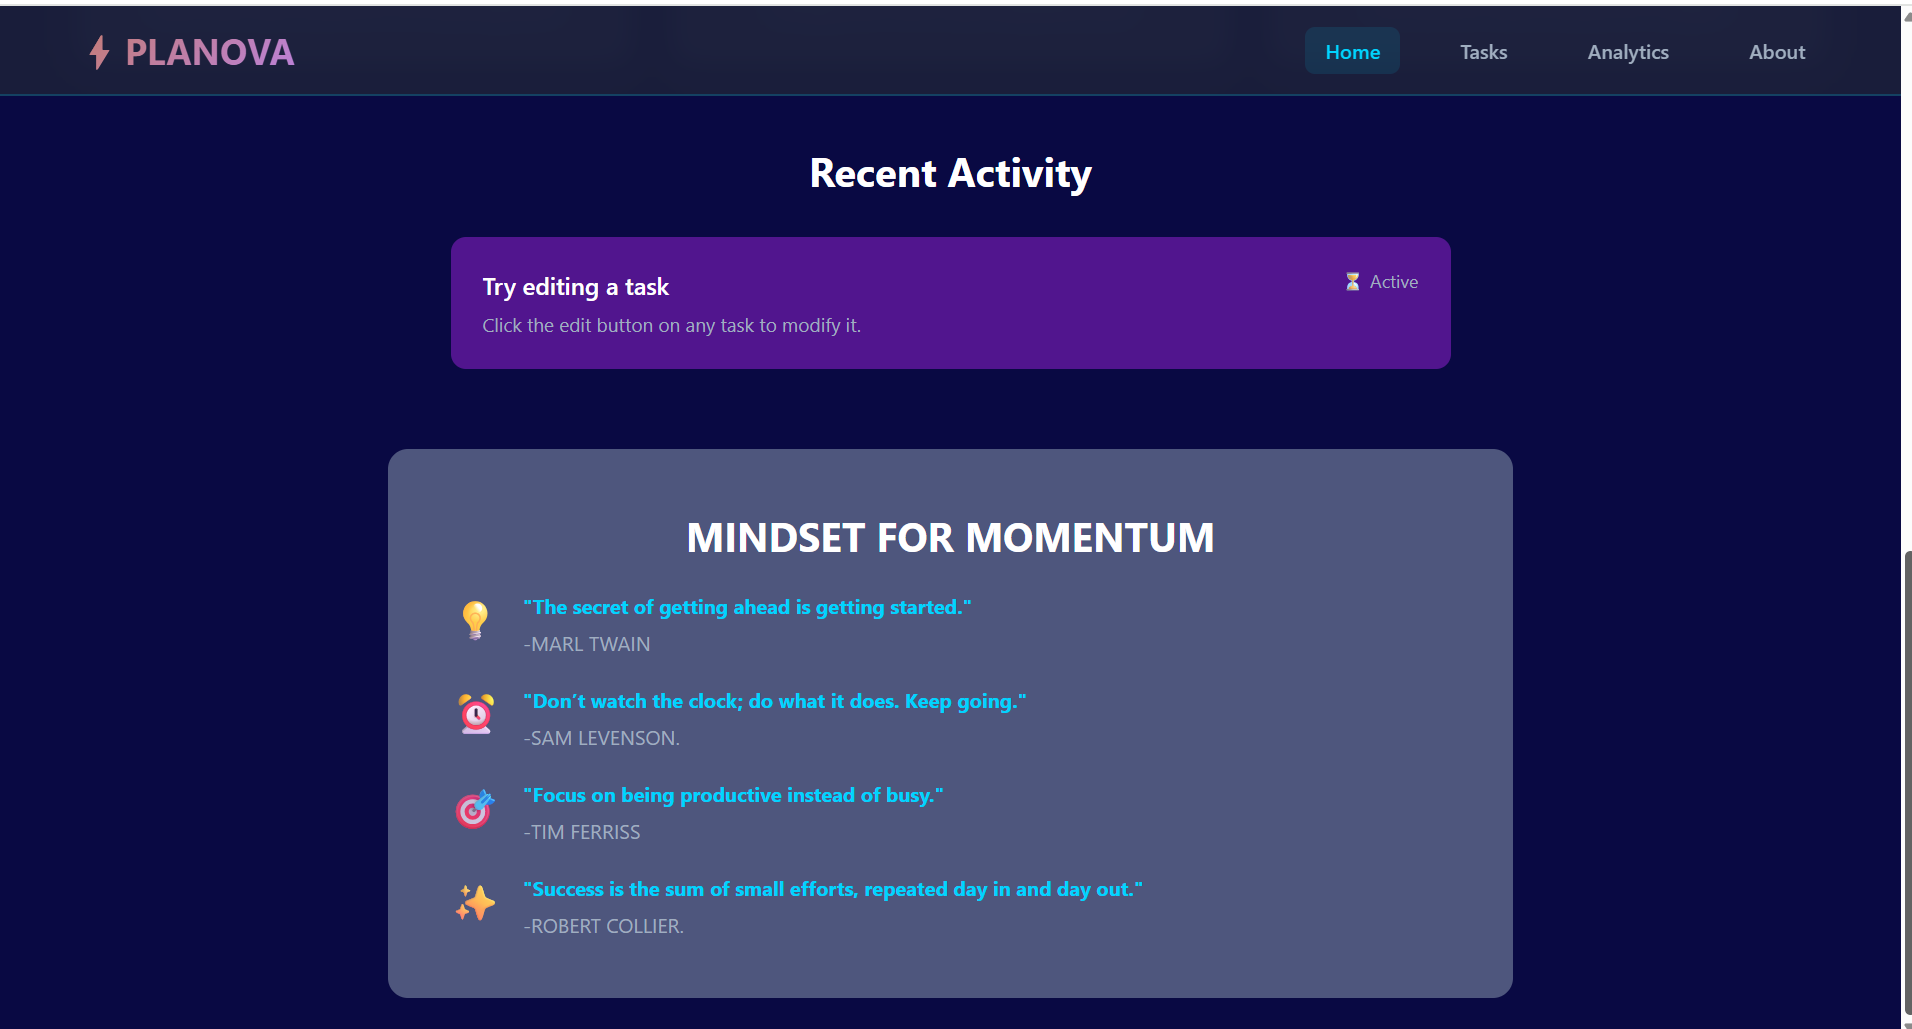 PLANOVA
Home Tasks Analytics About
Recent Activity
Try editing a task
Active
Click the edit button on any task to modify it.
MINDSET FOR MOMENTUM
"The secret of getting ahead is getting started."
-MARL TWAIN
"Don’t watch the clock; do what it does. Keep going."
-SAM LEVENSON.
"Focus on being productive instead of busy."
-TIM FERRISS
"Success is the sum of small efforts, repeated day in and day out."
-ROBERT COLLIER.